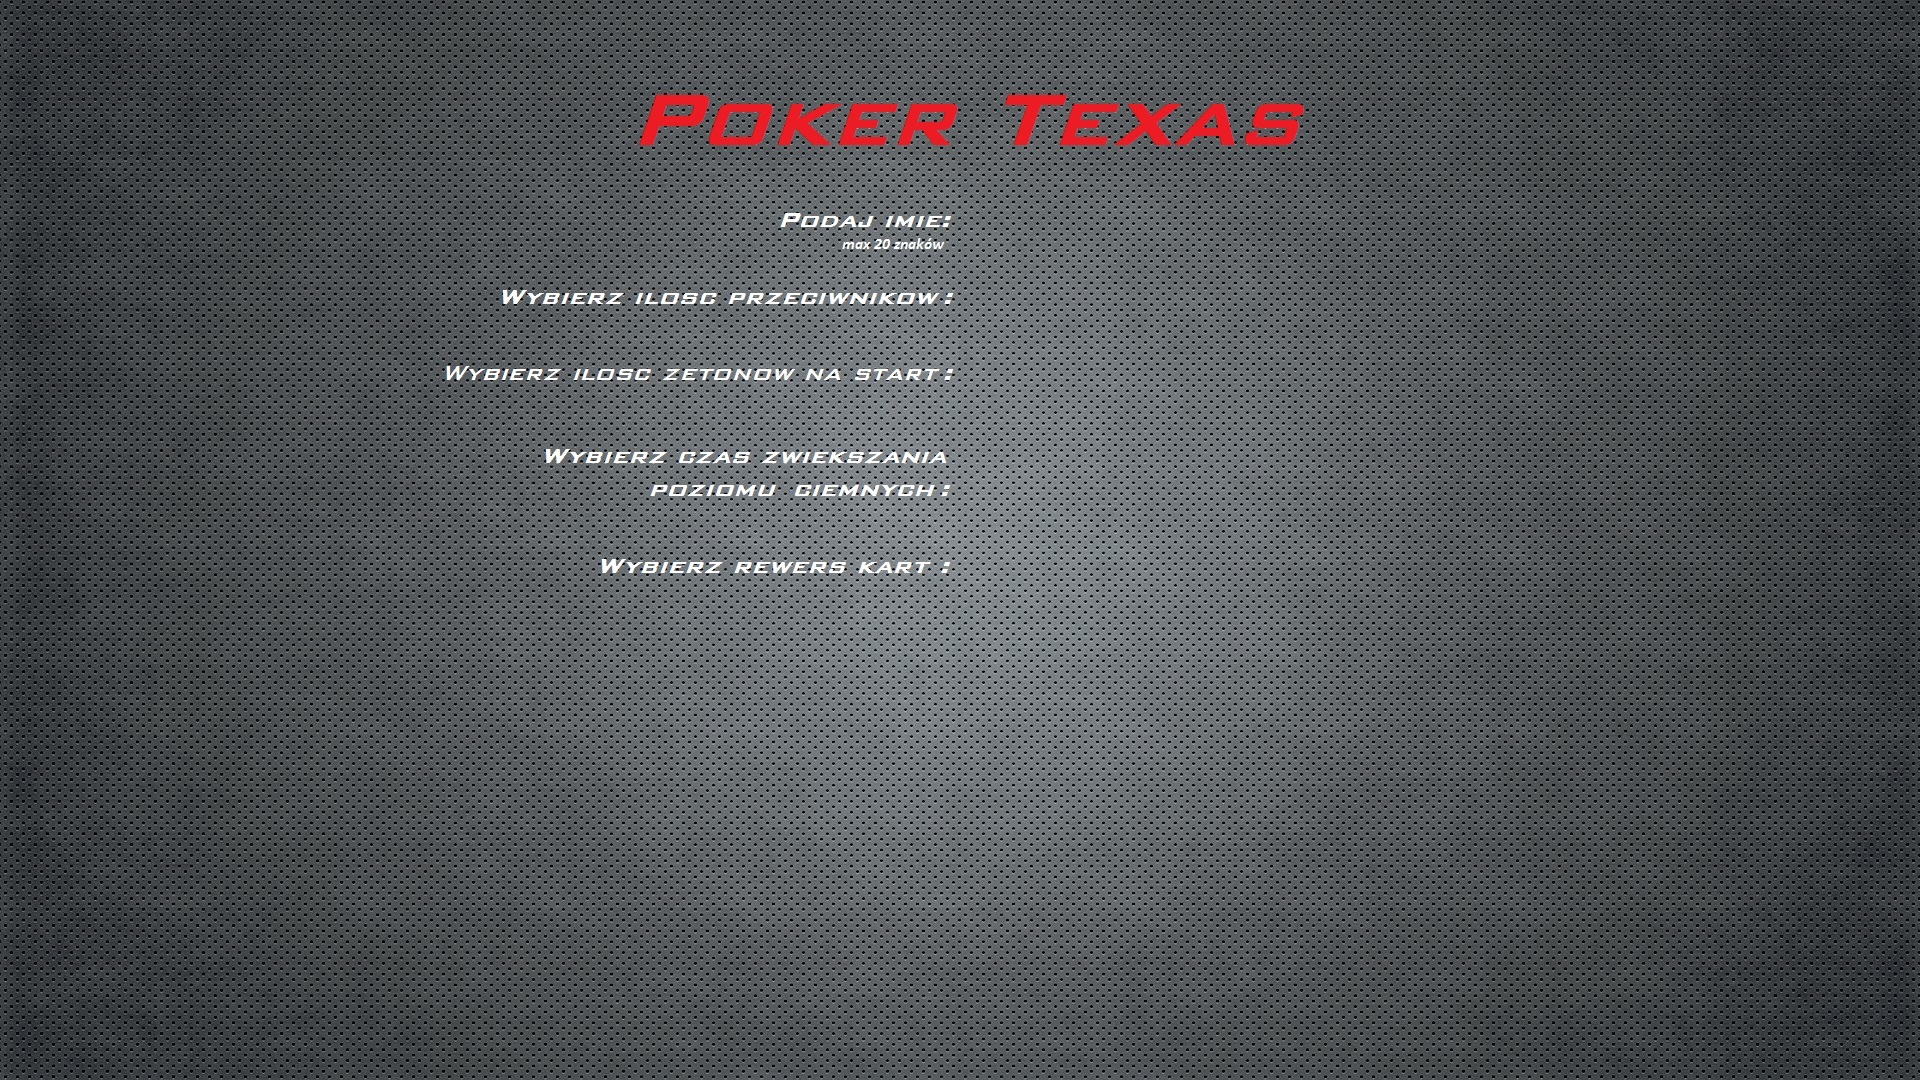 Poker Texas
Podaj imie:
max 20 znaków
Wybierz ilosc przeciwnikow:
Wybierz ilosc zetonow na start:
Wybierz czas zwiekszania
poziomu ciemnych:
Wybierz rewers kart :